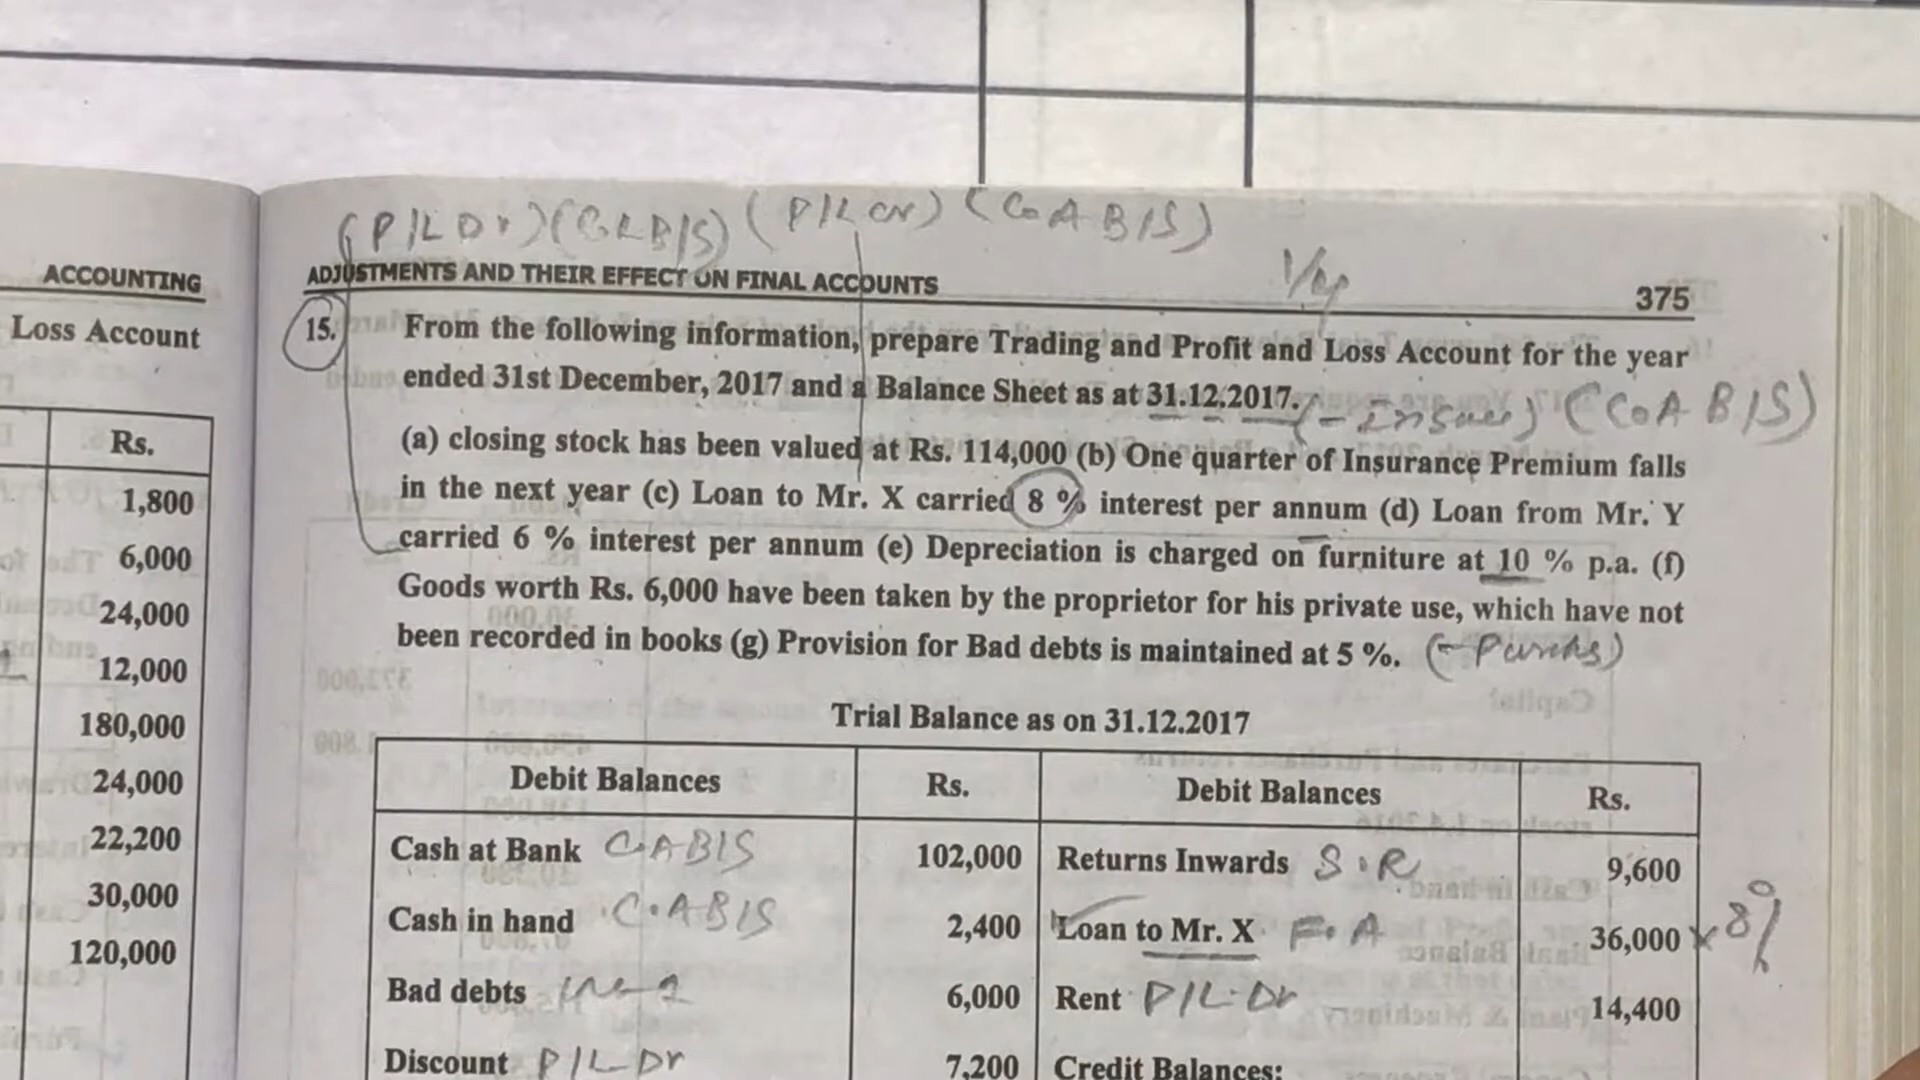 (P/L Dr) (C.L B/S) (P/L cr) (Co A B/S)
ACCOUNTING
ADJUSTMENTS AND THEIR EFFECT ON FINAL ACCOUNTS
375
Loss Account
15. From the following information, prepare Trading and Profit and Loss Account for the year
ended 31st December, 2017 and a Balance Sheet as at 31.12.2017.
(CoA B/S)
(a) closing stock has been valued at Rs. 114,000 (b) One quarter of Insurance Premium falls
in the next year (c) Loan to Mr. X carried 8 % interest per annum (d) Loan from Mr. Y
carried 6 % interest per annum (e) Depreciation is charged on furniture at 10 % p.a. (f)
Goods worth Rs. 6,000 have been taken by the proprietor for his private use, which have not
been recorded in books (g) Provision for Bad debts is maintained at 5 %.
Rs.
1,800
6,000
24,000
12,000
180,000
24,000
22,200
30,000
120,000
Trial Balance as on 31.12.2017
Debit Balances Rs. Debit Balances Rs.
Cash at Bank C.A B/S 102,000 Returns Inwards S.R 9,600
Cash in hand C.A B/S 2,400 Loan to Mr. X F.A 36,000 x 8%
Bad debts 6,000 Rent P/L Dr 14,400
Discount P/L Dr 7,200 Credit Balances: